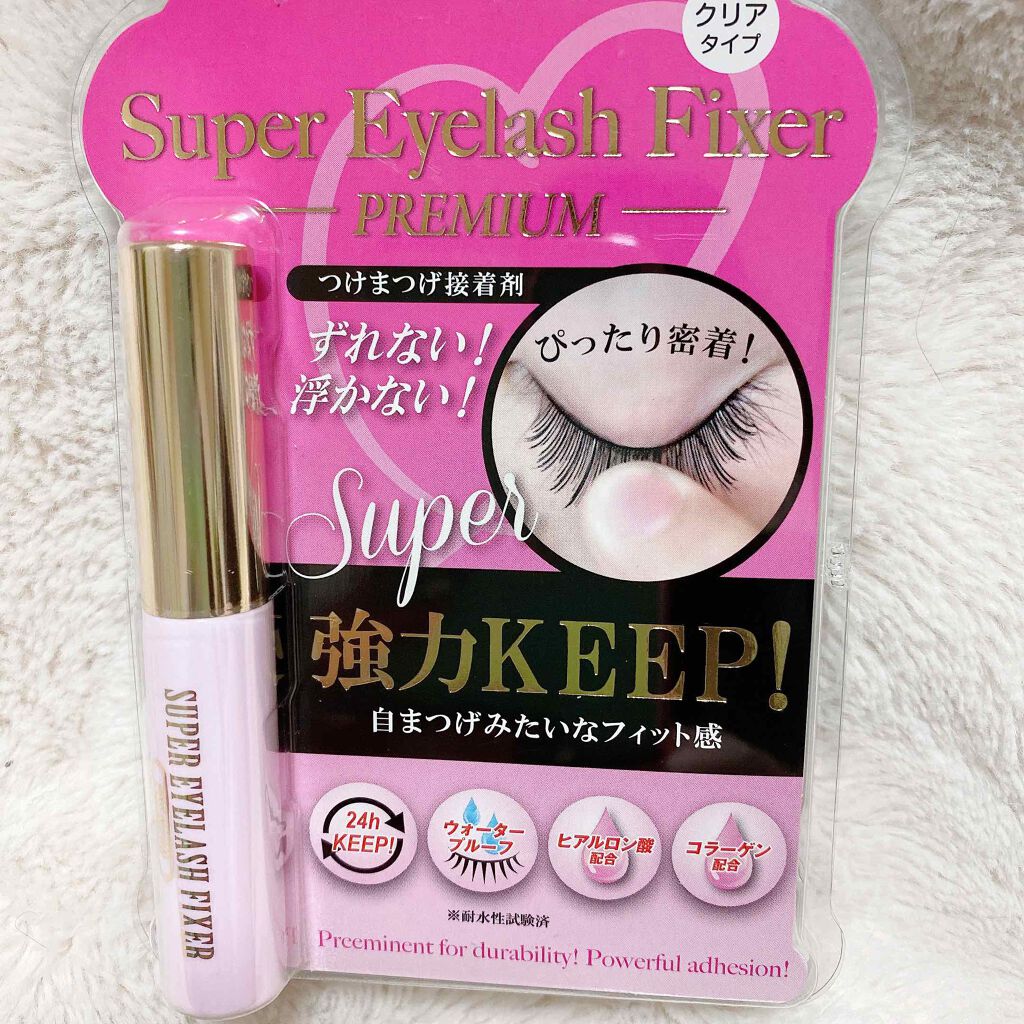 クリア
タイプ
Super Eyelash Fixer
PREMIUM
つけまつげ接着剤
ずれない!
浮かない!
ぴったり密着!
Super
強力KEEP!
自まつげみたいなフィット感
24h
KEEP!
ウォーター
プルーフ
ヒアルロン酸
配合
コラーゲン
配合
※耐水性試験済
Preeminent for durability! Powerful adhesion!
SUPER EYELASH FIXER